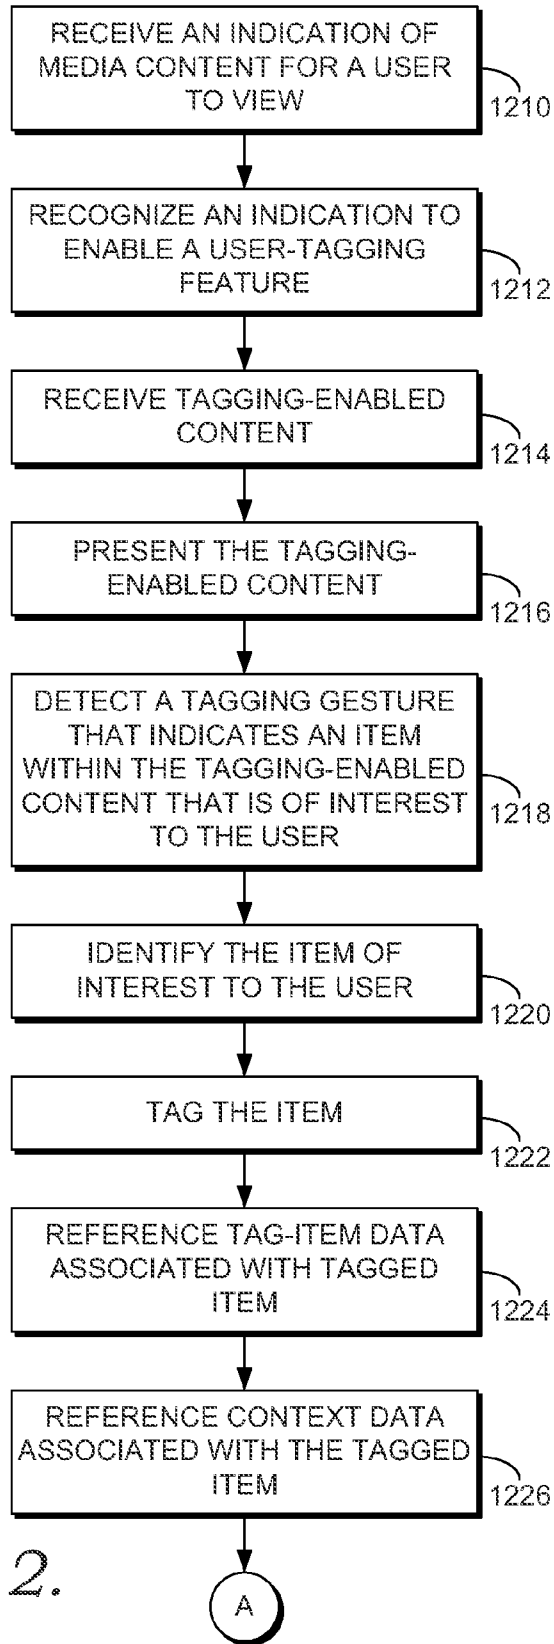 RECEIVE AN INDICATION OF
MEDIA CONTENT FOR A USER
TO VIEW
1210
RECOGNIZE AN INDICATION TO
ENABLE A USER-TAGGING
FEATURE
1212
RECEIVE TAGGING-ENABLED
CONTENT
1214
PRESENT THE TAGGING-
ENABLED CONTENT
1216
DETECT A TAGGING GESTURE
THAT INDICATES AN ITEM
WITHIN THE TAGGING-ENABLED
CONTENT THAT IS OF INTEREST
TO THE USER
1218
IDENTIFY THE ITEM OF
INTEREST TO THE USER
1220
TAG THE ITEM
1222
REFERENCE TAG-ITEM DATA
ASSOCIATED WITH TAGGED
ITEM
1224
REFERENCE CONTEXT DATA
ASSOCIATED WITH THE TAGGED
ITEM
1226
2.
A